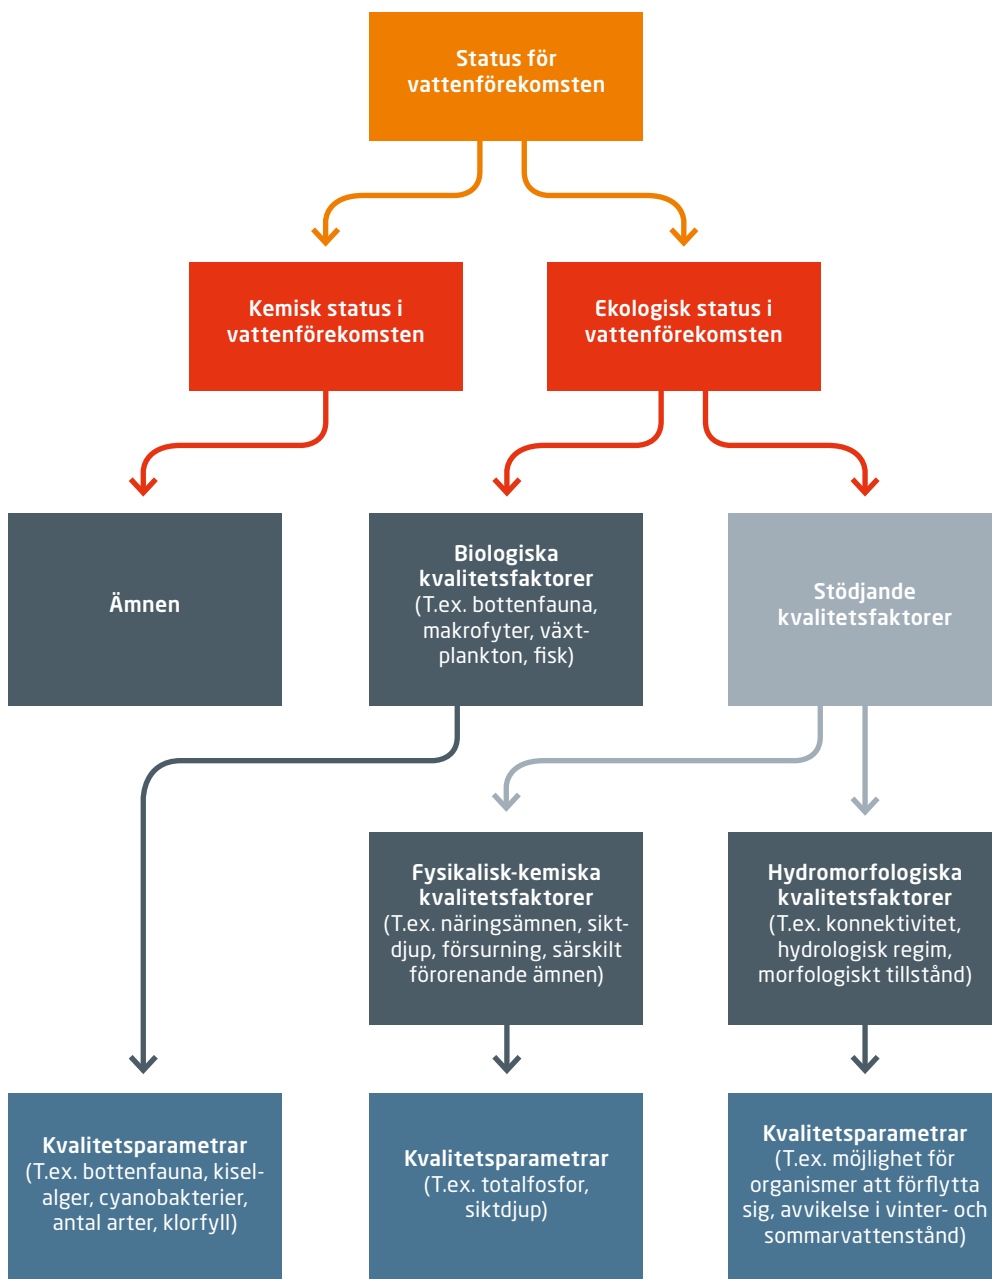 Status för
vattenförekomsten
Kemisk status i
vattenförekomsten
Ekologisk status i
vattenförekomsten
Ämnen
Biologiska
kvalitetsfaktorer
(T.ex. bottenfauna,
makrofyter, växt-
plankton, fisk)
Stödjande
kvalitetsfaktorer
Fysikalisk-kemiska
kvalitetsfaktorer
(T.ex. näringsämnen, sikt-
djup, försurning, särskilt
förorenande ämnen)
Hydromorfologiska
kvalitetsfaktorer
(T.ex. konnektivitet,
hydrologisk regim,
morfologiskt tillstånd)
Kvalitetsparametrar
(T.ex. bottenfauna, kisel-
alger, cyanobakterier,
antal arter, klorfyll)
Kvalitetsparametrar
(T.ex. totalfosfor,
siktdjup)
Kvalitetsparametrar
(T.ex. möjlighet för
organismer att förflytta
sig, avvikelse i vinter- och
sommarvattenstånd)